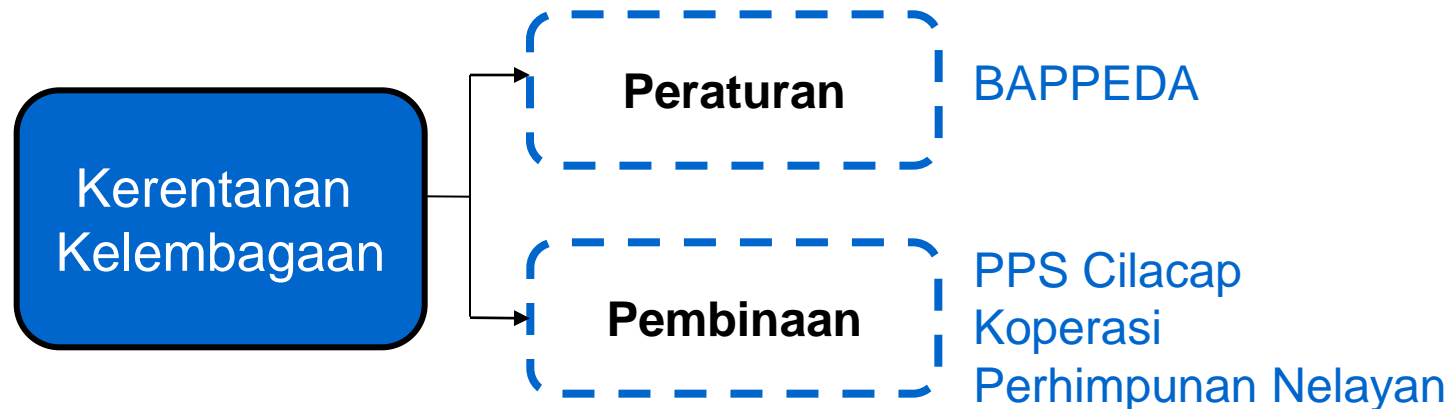 Kerentanan
Kelembagaan
Peraturan
BAPPEDA
Pembinaan
PPS Cilacap
Koperasi
Perhimpunan Nelayan